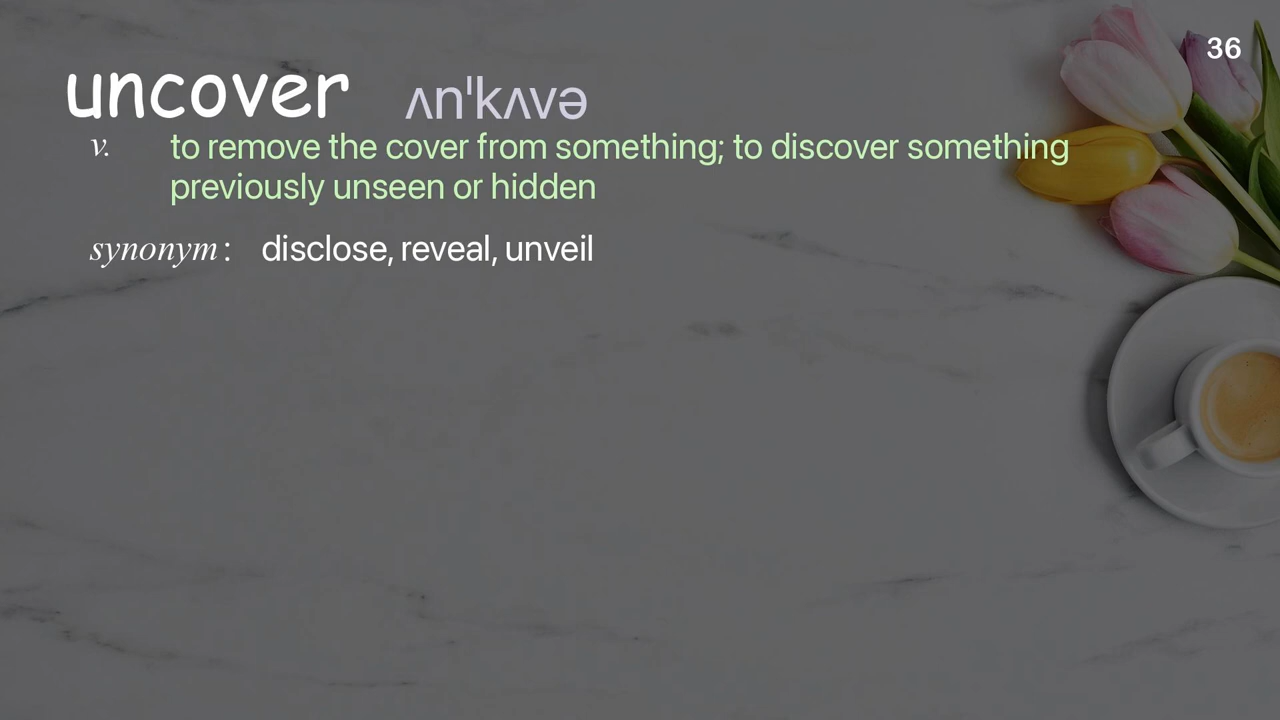 36
uncover ʌnˈkʌvə
v. to remove the cover from something; to discover something
previously unseen or hidden
synonym : disclose, reveal, unveil